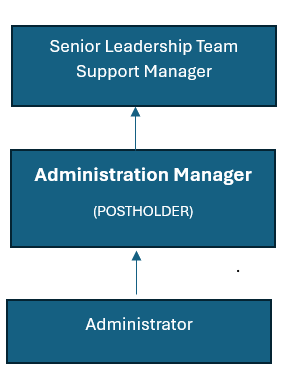 Senior Leadership Team
Support Manager
Administration Manager
(POSTHOLDER)
.
Administrator